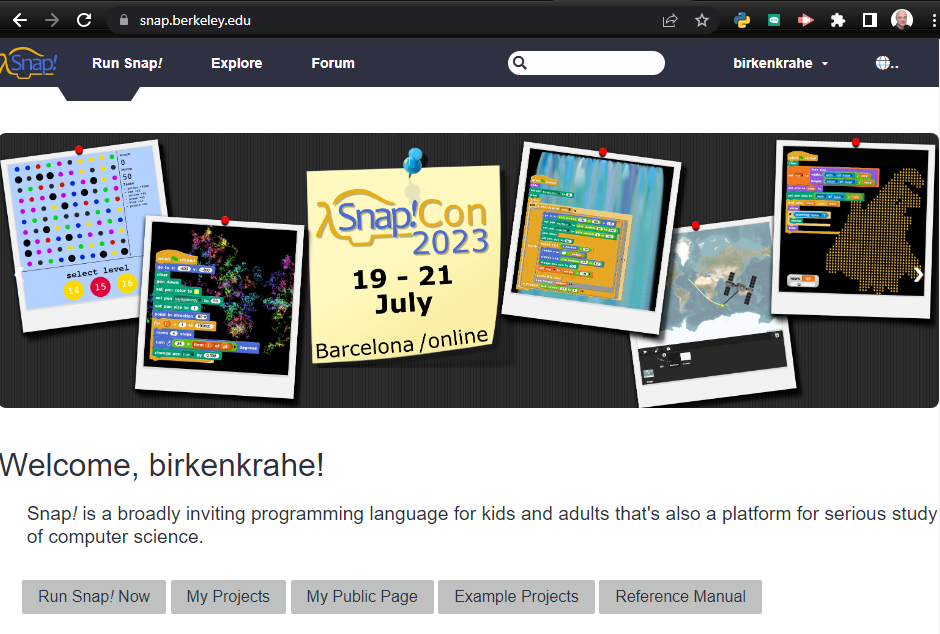 snap.berkeley.edu
Snap!
Run Snap!
Explore
Forum
birkenkrahe
..
select level
14
15
16
Snap!Con
2023
19 - 21
July
Barcelona /online
Welcome, birkenkrahe!
Snap! is a broadly inviting programming language for kids and adults that's also a platform for serious study
of computer science.
Run Snap! Now
My Projects
My Public Page
Example Projects
Reference Manual